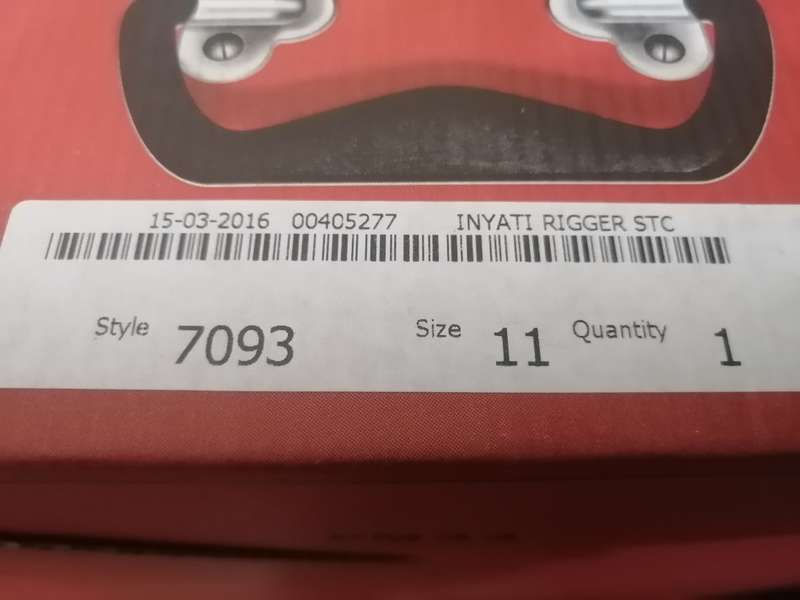 15-03-2016 00405277 INYATI RIGGER STC
Style 7093 Size 11 Quantity 1